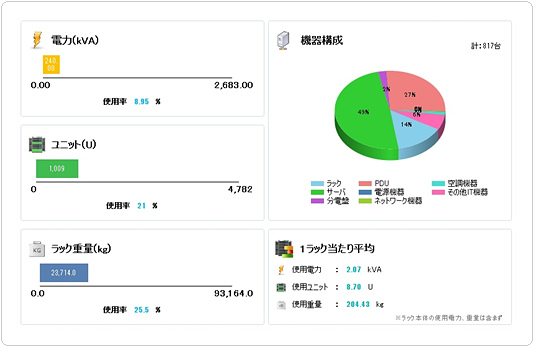 電力(kVA)
240.00
0.00 2,683.00
使用率 8.95 %
ユニット(U)
1,009
0 4,782
使用率 21 %
ラック重量(kg)
23,714.0
0.0 93,164.0
使用率 25.5 %
機器構成
計:817台
2%
27%
49%
14%
ラック PDU 空調機器
サーバ 電源機器 その他IT機器
分電盤 ネットワーク機器
1ラック当たり平均
使用電力 : 2.07 kVA
使用ユニット : 8.70 U
使用重量 : 204.43 kg
※ラック本体の使用電力、重量は含まず